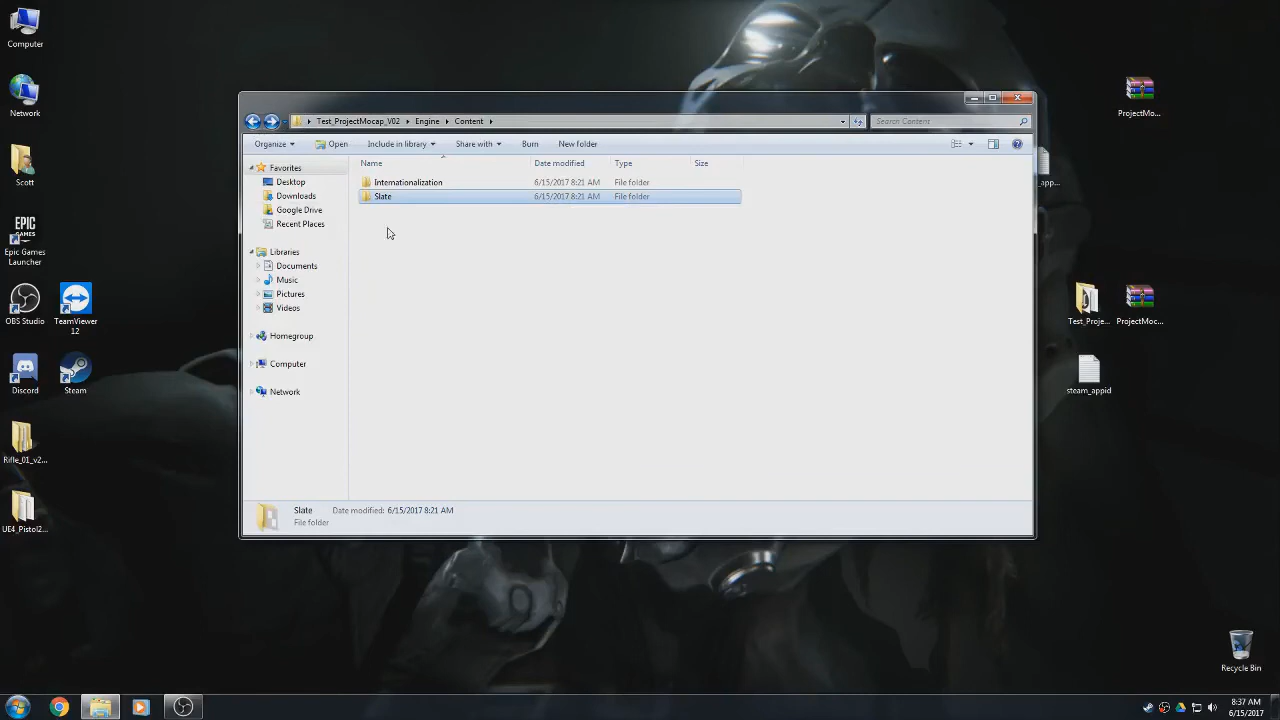 Computer
Network
Scott
Epic Games
Launcher
OBS Studio
TeamViewer
12
Discord
Steam
Rifle_01_v2...
UE4_Pistol2...
Test_ProjectMocap_V02
Engine
Content
Search Content
Organize
Open
Include in library
Share with
Burn
New folder
Name
Date modified
Type
Size
Internationalization
6/15/2017 8:21 AM
File folder
Slate
6/15/2017 8:21 AM
File folder
Favorites
Desktop
Downloads
Google Drive
Recent Places
Libraries
Documents
Music
Pictures
Videos
Homegroup
Computer
Network
Slate
Date modified: 6/15/2017 8:21 AM
File folder
ProjectMo...
_ap...
Test_Proje...
ProjectMoc...
steam_appid
Recycle Bin
8:37 AM
6/15/2017